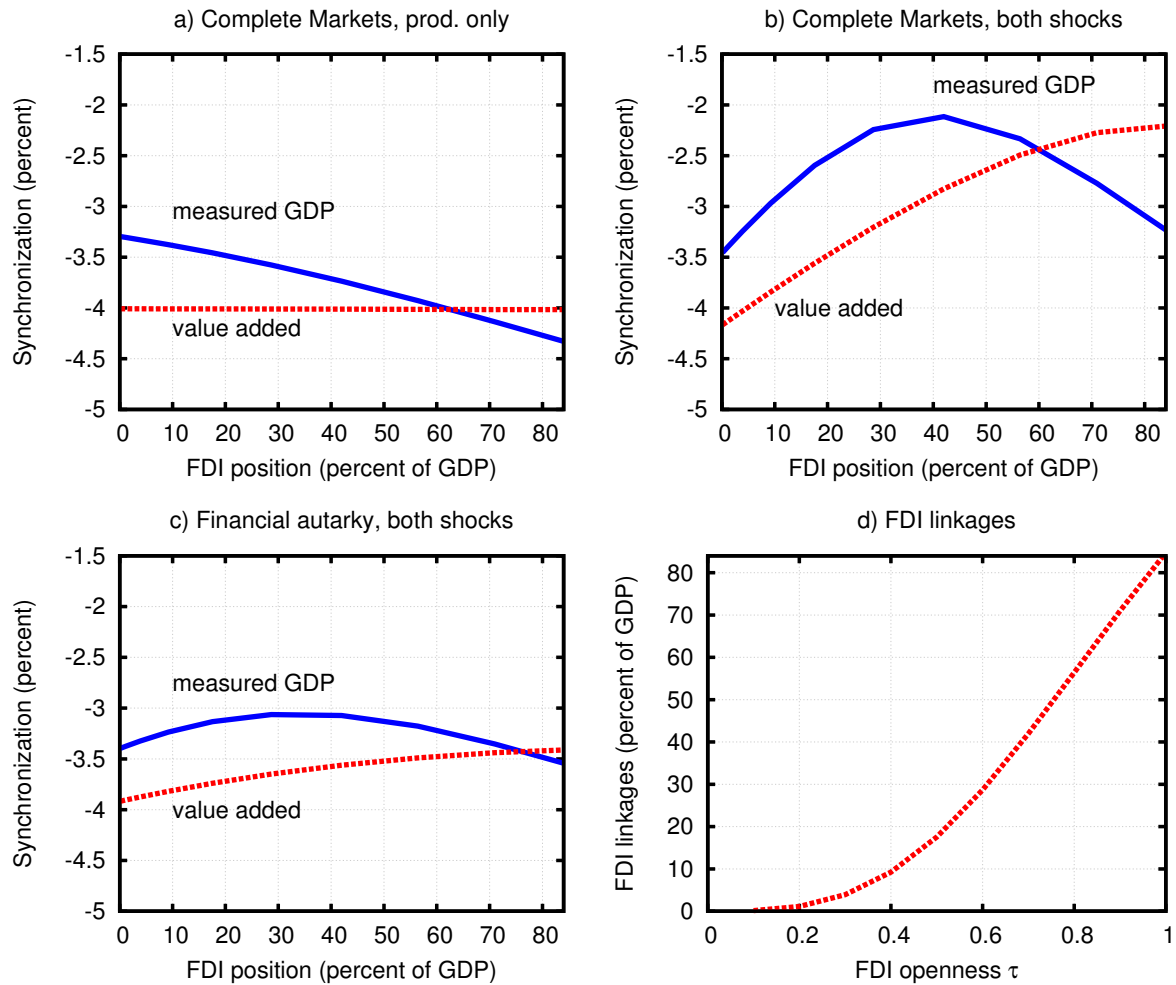 a) Complete Markets, prod. only
Synchronization (percent)
-1.5
-2
-2.5
-3
-3.5
-4
-4.5
-5
measured GDP
value added
0 10 20 30 40 50 60 70 80
FDI position (percent of GDP)
b) Complete Markets, both shocks
Synchronization (percent)
-1.5
-2
-2.5
-3
-3.5
-4
-4.5
-5
measured GDP
value added
0 10 20 30 40 50 60 70 80
FDI position (percent of GDP)
c) Financial autarky, both shocks
Synchronization (percent)
-1.5
-2
-2.5
-3
-3.5
-4
-4.5
-5
measured GDP
value added
0 10 20 30 40 50 60 70 80
FDI position (percent of GDP)
d) FDI linkages
FDI linkages (percent of GDP)
80
70
60
50
40
30
20
10
0
0 0.2 0.4 0.6 0.8 1
FDI openness τ